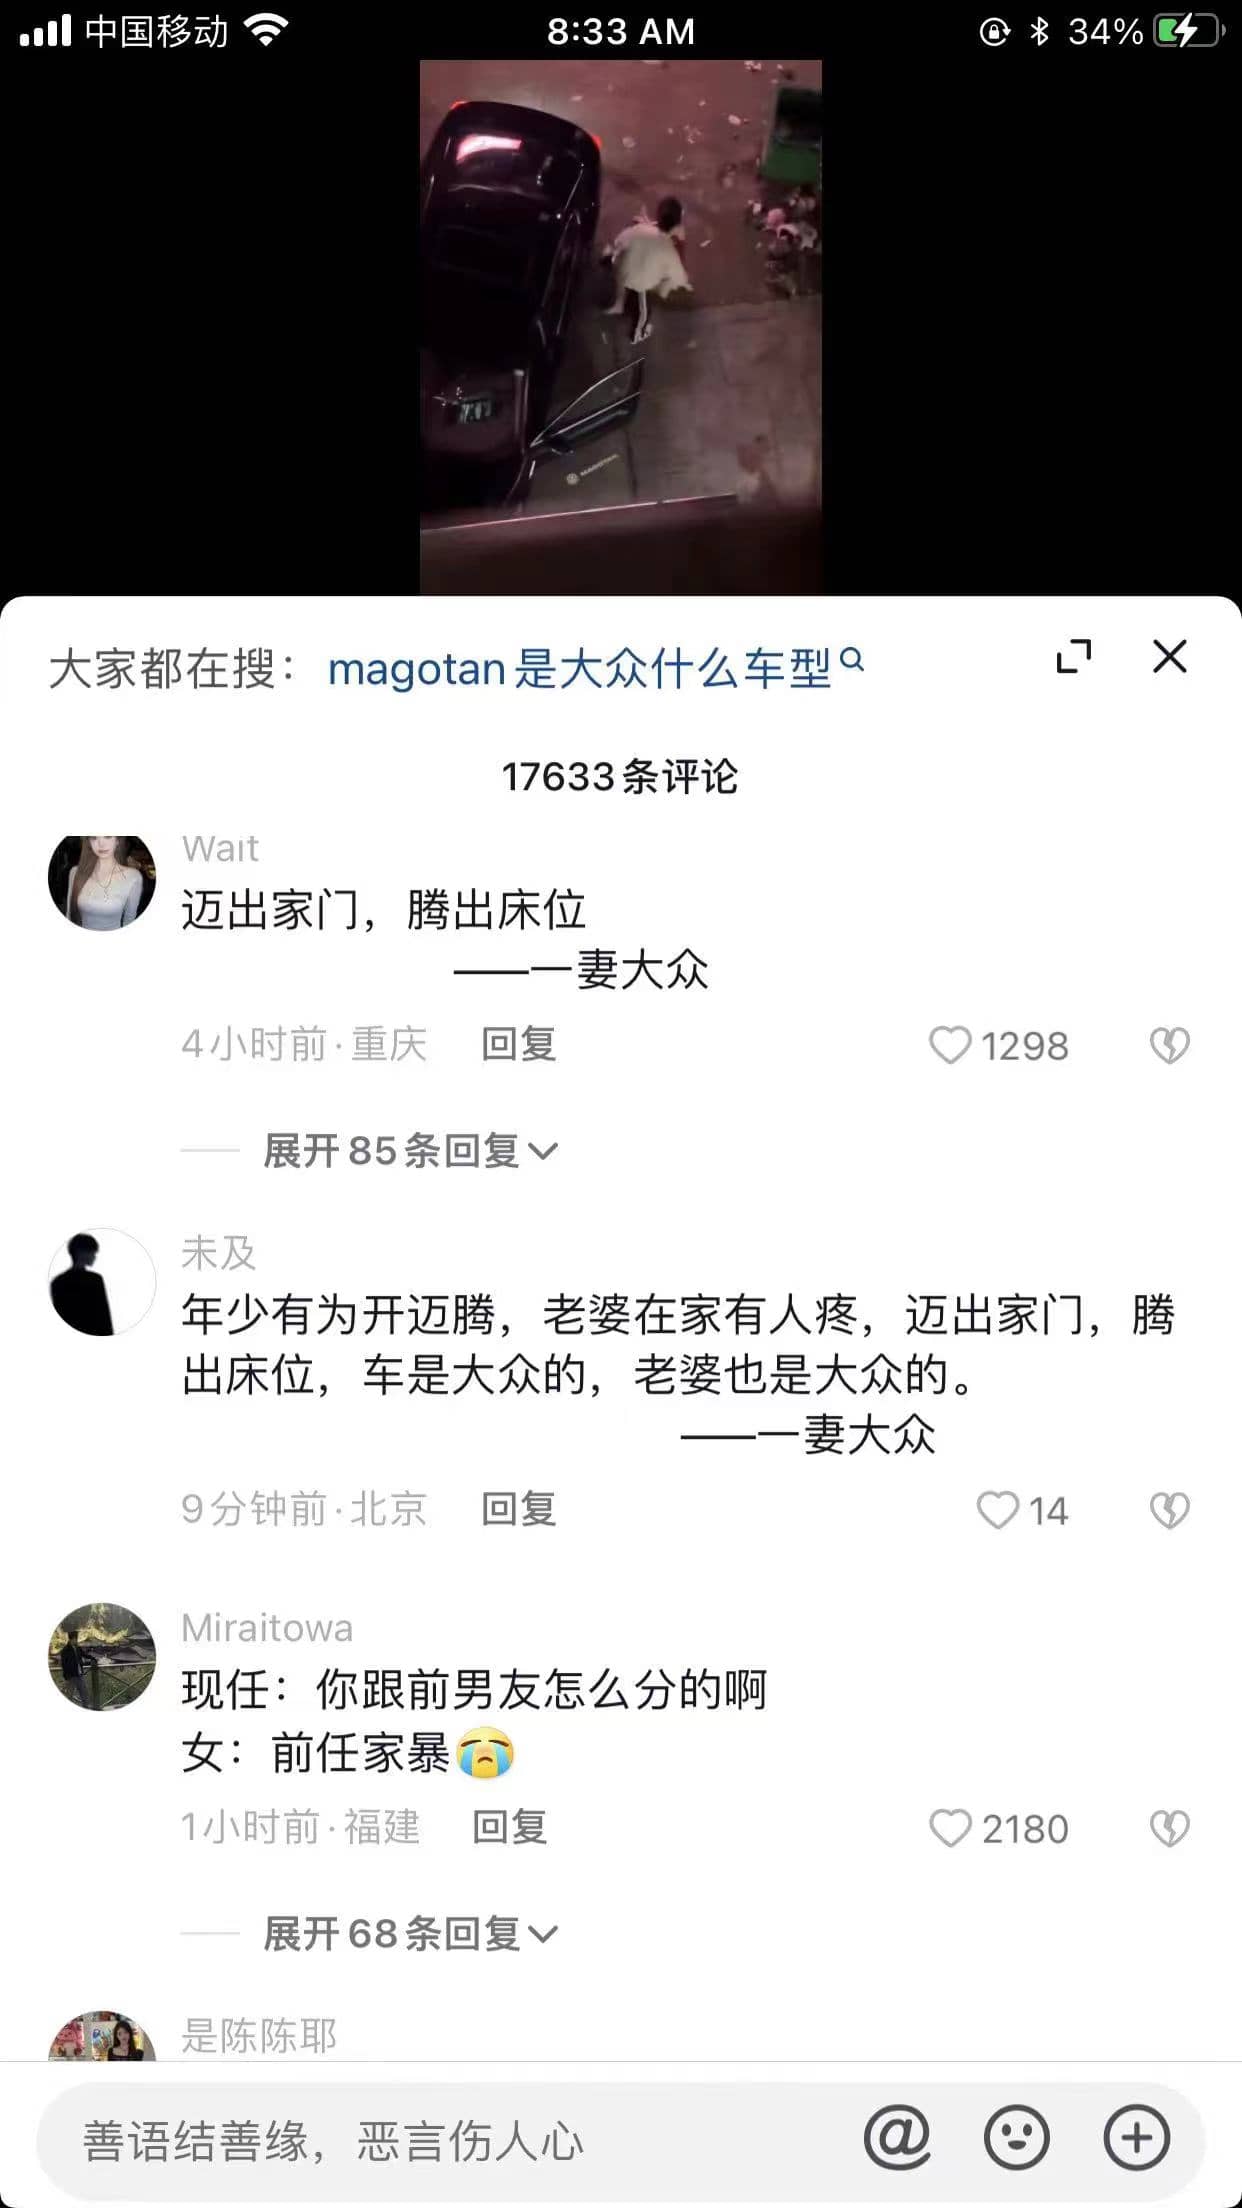 中国移动
8:33 AM
34%
MAGOTAN
大家都在搜：magotan是大众什么车型
17633条评论
Wait
迈出家门，腾出床位
——一妻大众
4小时前·重庆 回复 1298
展开85条回复
未及
年少有为开迈腾，老婆在家有人疼，迈出家门，腾
出床位，车是大众的，老婆也是大众的。
——一妻大众
9分钟前·北京 回复 14
Miraitowa
现任：你跟前男友怎么分的啊
女：前任家暴😭
1小时前·福建 回复 2180
展开68条回复
是陈陈耶
善语结善缘，恶言伤人心